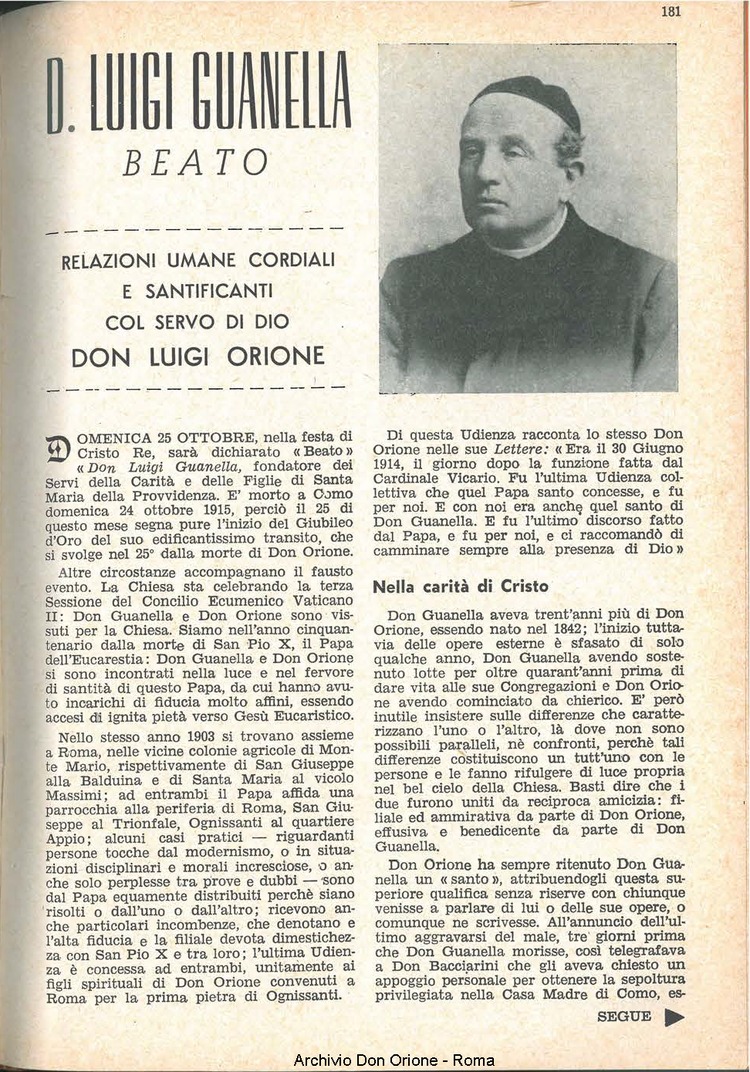 181
D. LUIGI GUANELLA
BEATO
RELAZIONI UMANE CORDIALI
E SANTIFICANTI
COL SERVO DI DIO
DON LUIGI ORIONE
DOMENICA 25 OTTOBRE, nella festa di
Cristo Re, sarà dichiarato «Beato»
«Don Luigi Guanella, fondatore dei
Servi della Carità e delle Figlie di Santa
Maria della Provvidenza. E' morto a Como
domenica 24 ottobre 1915, perciò il 25 di
questo mese segna pure l'inizio del Giubileo
d'Oro del suo edificantissimo transito, che
si svolge nel 25° dalla morte di Don Orione.
Altre circostanze accompagnano il fausto
evento. La Chiesa sta celebrando la terza
Sessione del Concilio Ecumenico Vaticano
II: Don Guanella e Don Orione sono vis-
suti per la Chiesa. Siamo nell'anno cinquan-
tenario dalla morte di San Pio X, il Papa
dell'Eucarestia: Don Guanella e Don Orione
si sono incontrati nella luce e nel fervore
di santità di questo Papa, da cui hanno avu-
to incarichi di fiducia molto affini, essendo
accesi di ignita pietà verso Gesù Eucaristico.
Nello stesso anno 1903 si trovano assieme
a Roma, nelle vicine colonie agricole di Mon-
te Mario, rispettivamente di San Giuseppe
alla Balduina e di Santa Maria al vicolo
Massimi; ad entrambi il Papa affida una
parrocchia alla periferia di Roma, San Giu-
seppe al Trionfale, Ognissanti al quartiere
Appio; alcuni casi pratici — riguardanti
persone tocche dal modernismo, o in situa-
zioni disciplinari e morali incresciose, o an-
che solo perplesse tra prove e dubbi — sono
dal Papa equamente distribuiti perchè siano
risolti o dall'uno o dall'altro; ricevono an-
che particolari incombenze, che denotano e
l'alta fiducia e la filiale devota dimestichez-
za con San Pio X e tra loro; l'ultima Udien-
za è concessa ad entrambi, unitamente ai
figli spirituali di Don Orione convenuti a
Roma per la prima pietra di Ognissanti.
Di questa Udienza racconta lo stesso Don
Orione nelle sue Lettere: «Era il 30 Giugno
1914, il giorno dopo la funzione fatta dal
Cardinale Vicario. Fu l'ultima Udienza col-
lettiva che quel Papa santo concesse, e fu
per noi. E con noi era anche quel santo di
Don Guanella. E fu l'ultimo discorso fatto
dal Papa, e fu per noi, e ci raccomandò di
camminare sempre alla presenza di Dio»
Nella carità di Cristo
Don Guanella aveva trent'anni più di Don
Orione, essendo nato nel 1842; l'inizio tutta-
via delle opere esterne è sfasato di solo
qualche anno, Don Guanella avendo soste-
nuto lotte per oltre quarant'anni prima di
dare vita alle sue Congregazioni e Don Orio-
ne avendo cominciato da chierico. E' però
inutile insistere sulle differenze che caratte-
rizzano l'uno o l'altro, là dove non sono
possibili paralleli, nè confronti, perchè tali
differenze costituiscono un tutt'uno con le
persone e le fanno rifulgere di luce propria
nel bel cielo della Chiesa. Basti dire che i
due furono uniti da reciproca amicizia: fi-
liale ed ammirativa da parte di Don Orione,
effusiva e benedicente da parte di Don
Guanella.
Don Orione ha sempre ritenuto Don Gua-
nella un «santo», attribuendogli questa su-
periore qualifica senza riserve con chiunque
venisse a parlare di lui o delle sue opere, o
comunque ne scrivesse. All'annuncio dell'ul-
timo aggravarsi del male, tre giorni prima
che Don Guanella morisse, così telegrafava
a Don Bacciarini che gli aveva chiesto un
appoggio personale per ottenere la sepoltura
privilegiata nella Casa Madre di Como, es-
SEGUE
Archivio Don Orione - Roma